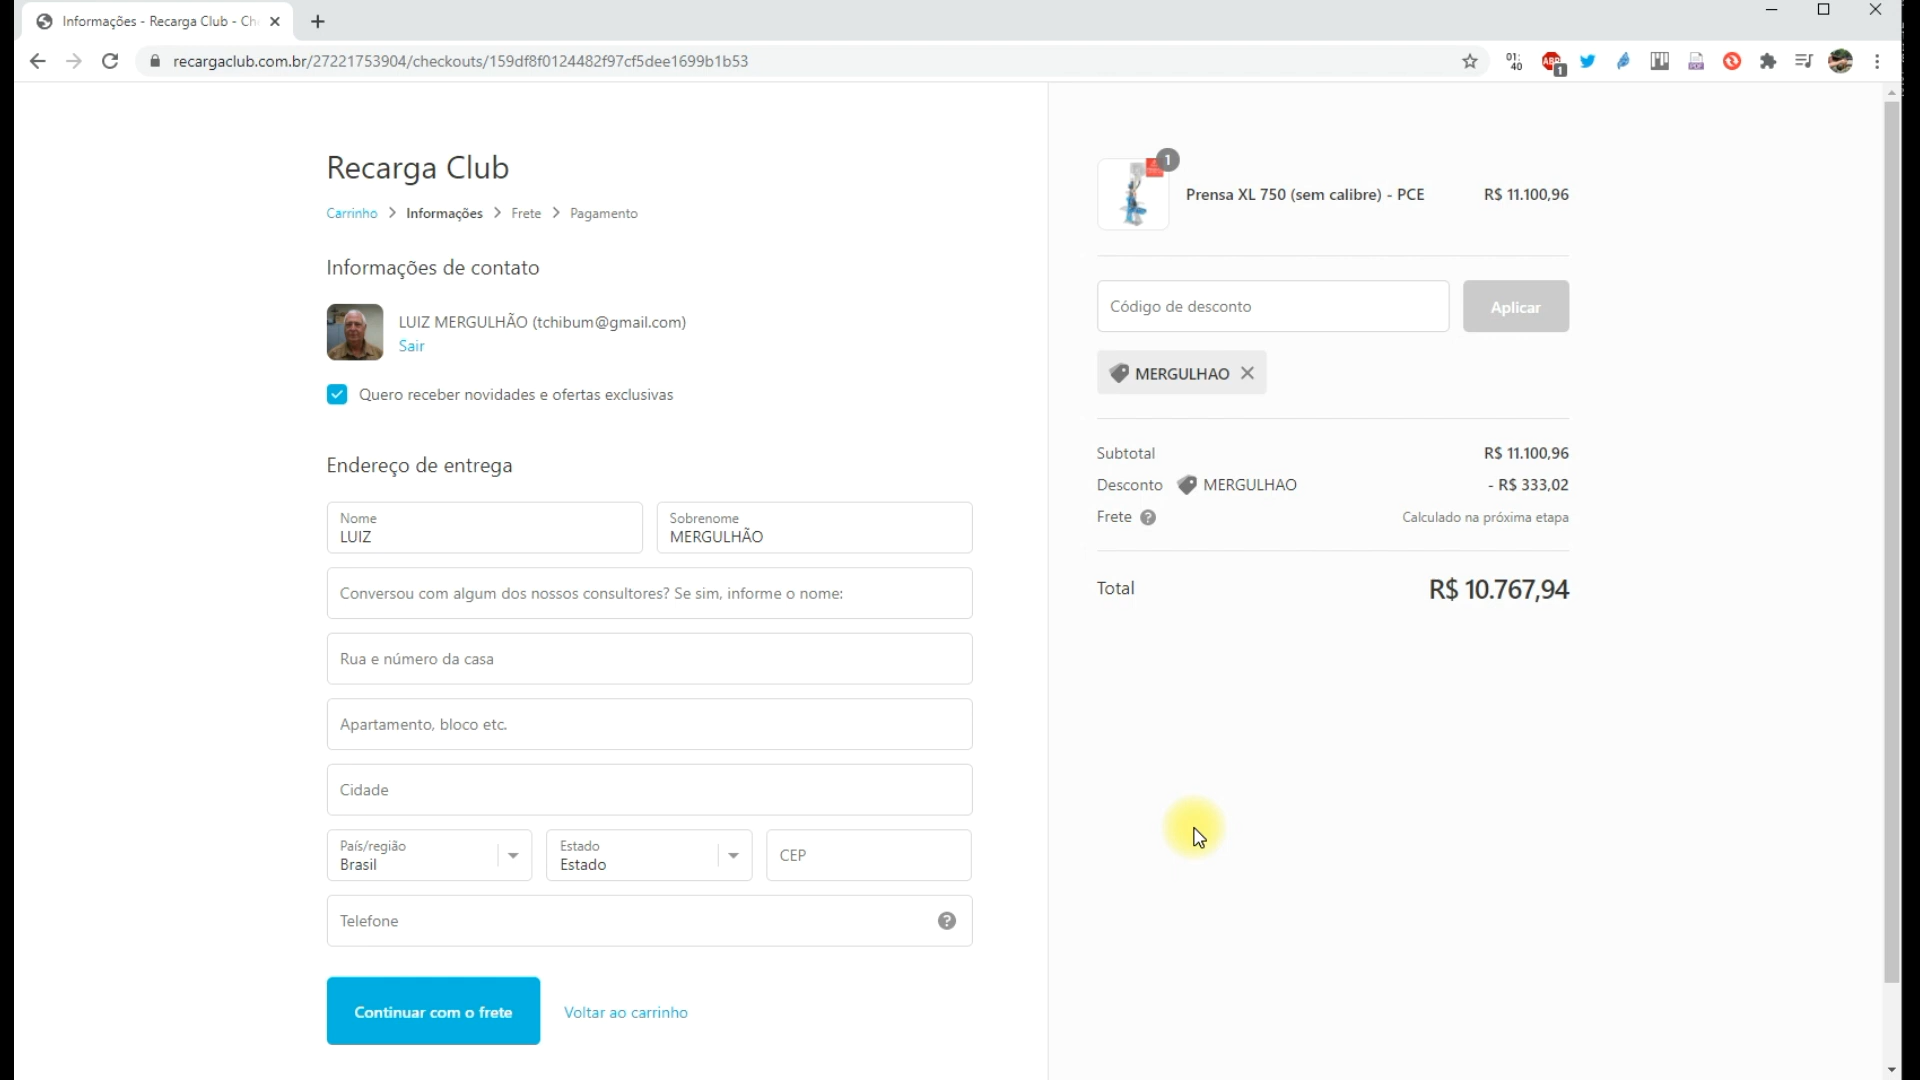 Informações - Recarga Club - Che
recargaclub.com.br/27221753904/checkouts/159df8f0124482f97cf5dee1699b1b53
01:
40
ABP
1
Recarga Club
Carrinho > Informações > Frete > Pagamento
Informações de contato
LUIZ MERGULHÃO (tchibum@gmail.com)
Sair
Quero receber novidades e ofertas exclusivas
Endereço de entrega
Nome
LUIZ
Sobrenome
MERGULHÃO
Conversou com algum dos nossos consultores? Se sim, informe o nome:
Rua e número da casa
Apartamento, bloco etc.
Cidade
País/região
Brasil
Estado
Estado
CEP
Telefone
?
Continuar com o frete
Voltar ao carrinho
1
Prensa XL 750 (sem calibre) - PCE R$ 11.100,96
Código de desconto
Aplicar
MERGULHAO
Subtotal R$ 11.100,96
Desconto MERGULHAO - R$ 333,02
Frete ? Calculado na próxima etapa
Total R$ 10.767,94